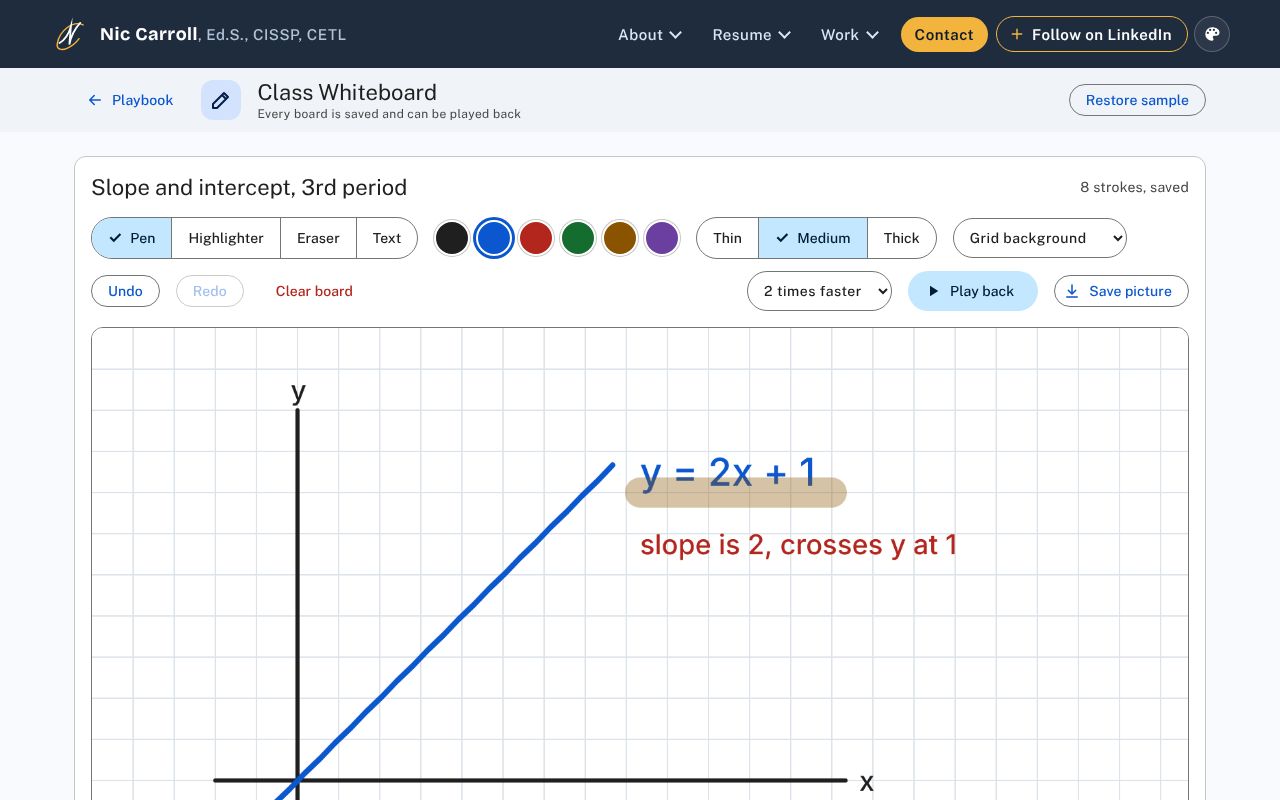 Nic Carroll, Ed.S., CISSP, CETL
About
Resume
Work
Contact
Follow on LinkedIn
Playbook
Class Whiteboard
Every board is saved and can be played back
Restore sample
Slope and intercept, 3rd period
8 strokes, saved
Pen
Highlighter
Eraser
Text
Thin
Medium
Thick
Grid background
Undo
Redo
Clear board
2 times faster
Play back
Save picture
y
y = 2x + 1
slope is 2, crosses y at 1
x